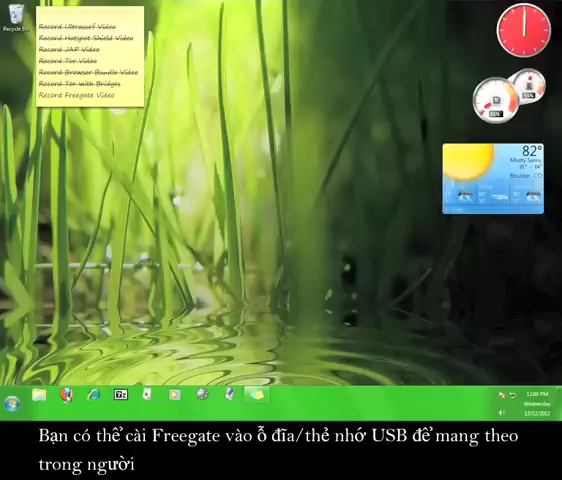 Recycle Bin
Record Ultrasurf Video
Record Hotspot Shield Video
Record JAP Video
Record Tor Video
Record Browser Bundle Video
Record Tor with Bridges
Record Freegate Video
82°
Mostly Sunny
Boulder, CO
7z
12:00 PM
Wednesday
12/12/2012
Bạn có thể cài Freegate vào ổ đĩa/thẻ nhớ USB để mang theo
trong người